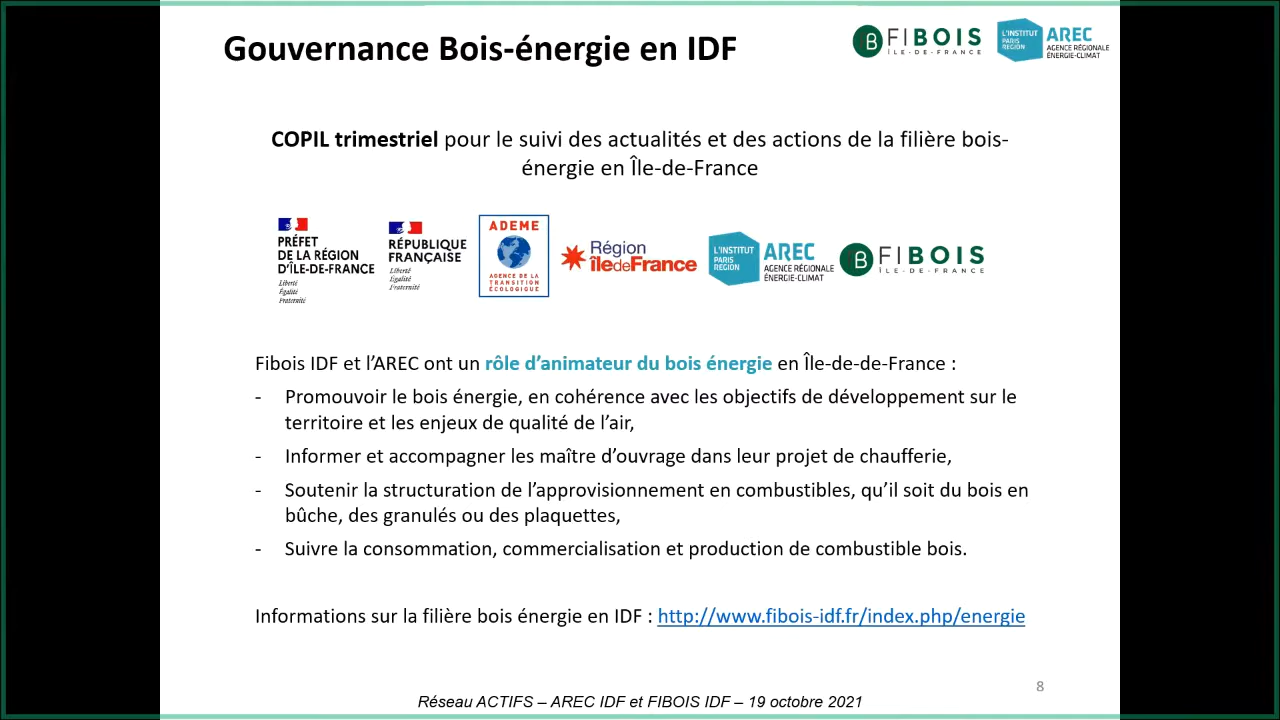 Gouvernance Bois-énergie en IDF
B FIBOIS
ÎLE-DE-FRANCE
L'INSTITUT
PARIS
REGION
AREC
AGENCE RÉGIONALE
ÉNERGIE-CLIMAT
COPIL trimestriel pour le suivi des actualités et des actions de la filière bois-
énergie en Île-de-France
PRÉFET
DE LA RÉGION
D'ÎLE-DE-FRANCE
Liberté
Égalité
Fraternité
RÉPUBLIQUE
FRANÇAISE
Liberté
Égalité
Fraternité
ADEME
AGENCE DE LA
TRANSITION
ÉCOLOGIQUE
Région
îledeFrance
L'INSTITUT
PARIS
REGION
AREC
AGENCE RÉGIONALE
ÉNERGIE-CLIMAT
B FIBOIS
ÎLE-DE-FRANCE
Fibois IDF et l’AREC ont un rôle d’animateur du bois énergie en Île-de-de-France :
- Promouvoir le bois énergie, en cohérence avec les objectifs de développement sur le
territoire et les enjeux de qualité de l’air,
- Informer et accompagner les maître d’ouvrage dans leur projet de chaufferie,
- Soutenir la structuration de l’approvisionnement en combustibles, qu’il soit du bois en
bûche, des granulés ou des plaquettes,
- Suivre la consommation, commercialisation et production de combustible bois.
Informations sur la filière bois énergie en IDF : http://www.fibois-idf.fr/index.php/energie
8
Réseau ACTIFS – AREC IDF et FIBOIS IDF – 19 octobre 2021